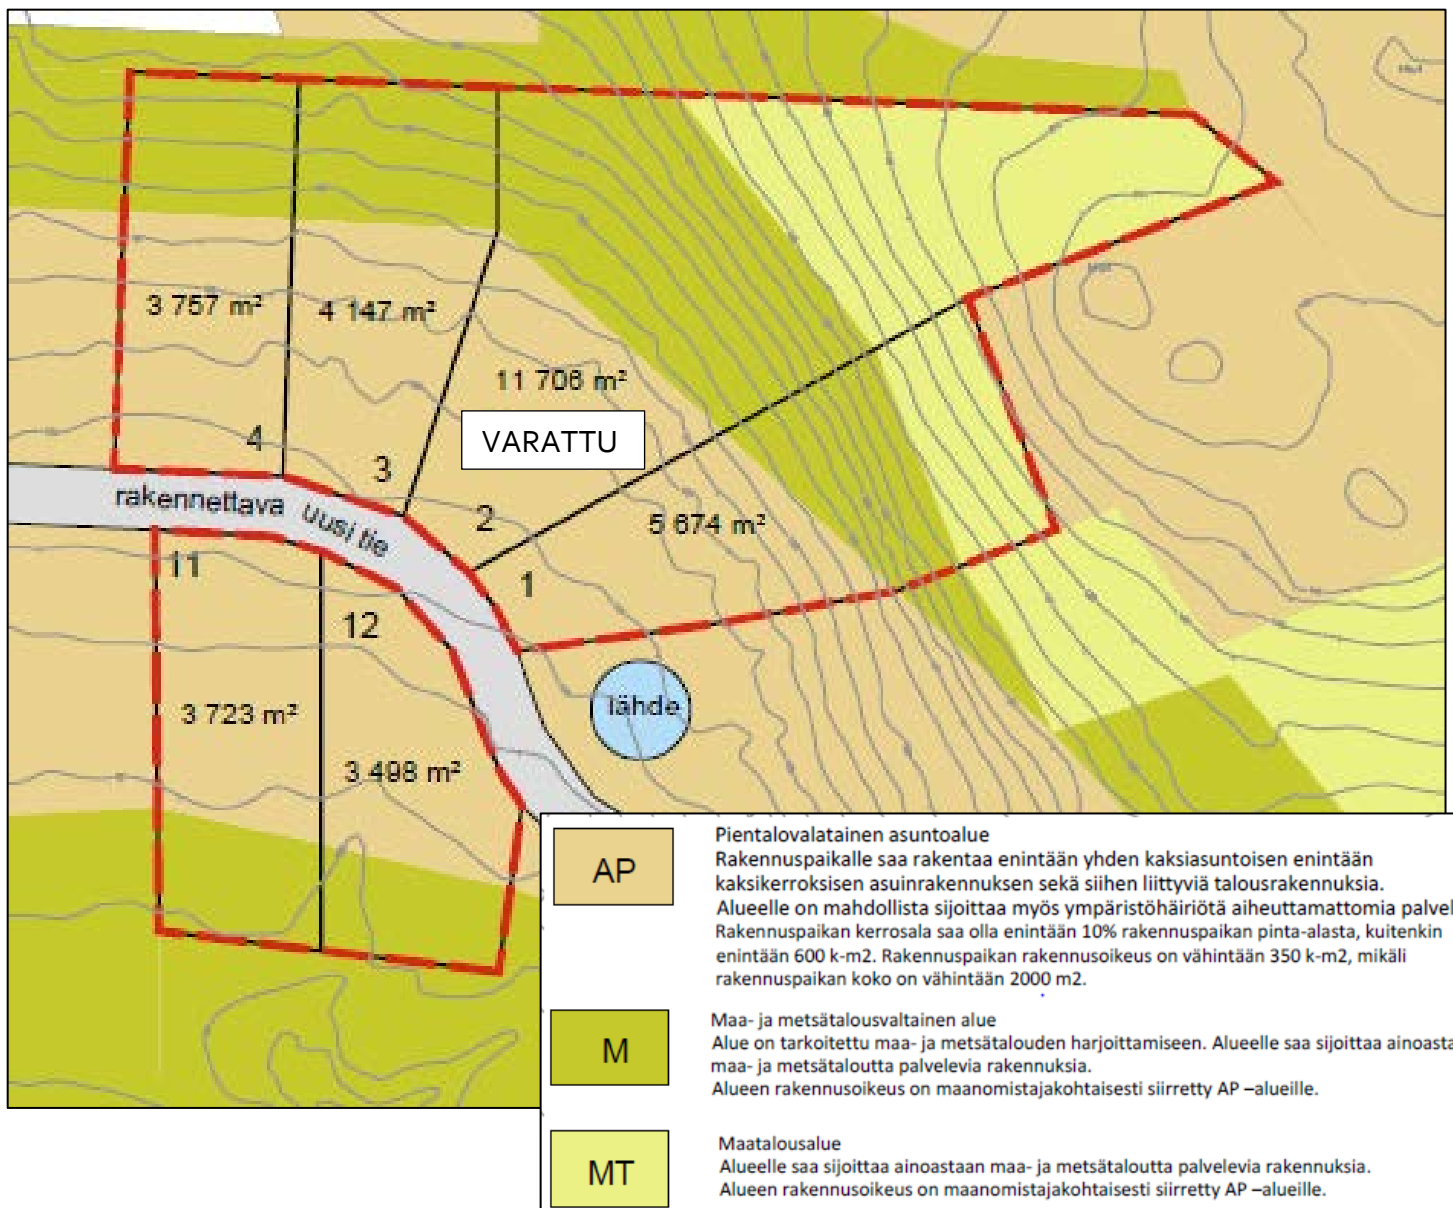 3 757 m²
4 147 m²
11 706 m²
VARATTU
4
3
2
5 674 m²
rakennettava uusi tie
1
11
12
lähde
3 723 m²
3 498 m²
AP
Pientalovalatainen asuntoalue
Rakennuspaikalle saa rakentaa enintään yhden kaksiasuntoisen enintään
kaksikerroksisen asuinrakennuksen sekä siihen liittyviä talousrakennuksia.
Alueelle on mahdollista sijoittaa myös ympäristöhäiriötä aiheuttamattomia palvel
Rakennuspaikan kerrosala saa olla enintään 10% rakennuspaikan pinta-alasta, kuitenkin
enintään 600 k-m2. Rakennuspaikan rakennusoikeus on vähintään 350 k-m2, mikäli
rakennuspaikan koko on vähintään 2000 m2.
M
Maa- ja metsätalousvaltainen alue
Alue on tarkoitettu maa- ja metsätalouden harjoittamiseen. Alueelle saa sijoittaa ainoasta
maa- ja metsätaloutta palvelevia rakennuksia.
Alueen rakennusoikeus on maanomistajakohtaisesti siirretty AP –alueille.
MT
Maatalousalue
Alueelle saa sijoittaa ainoastaan maa- ja metsätaloutta palvelevia rakennuksia.
Alueen rakennusoikeus on maanomistajakohtaisesti siirretty AP –alueille.